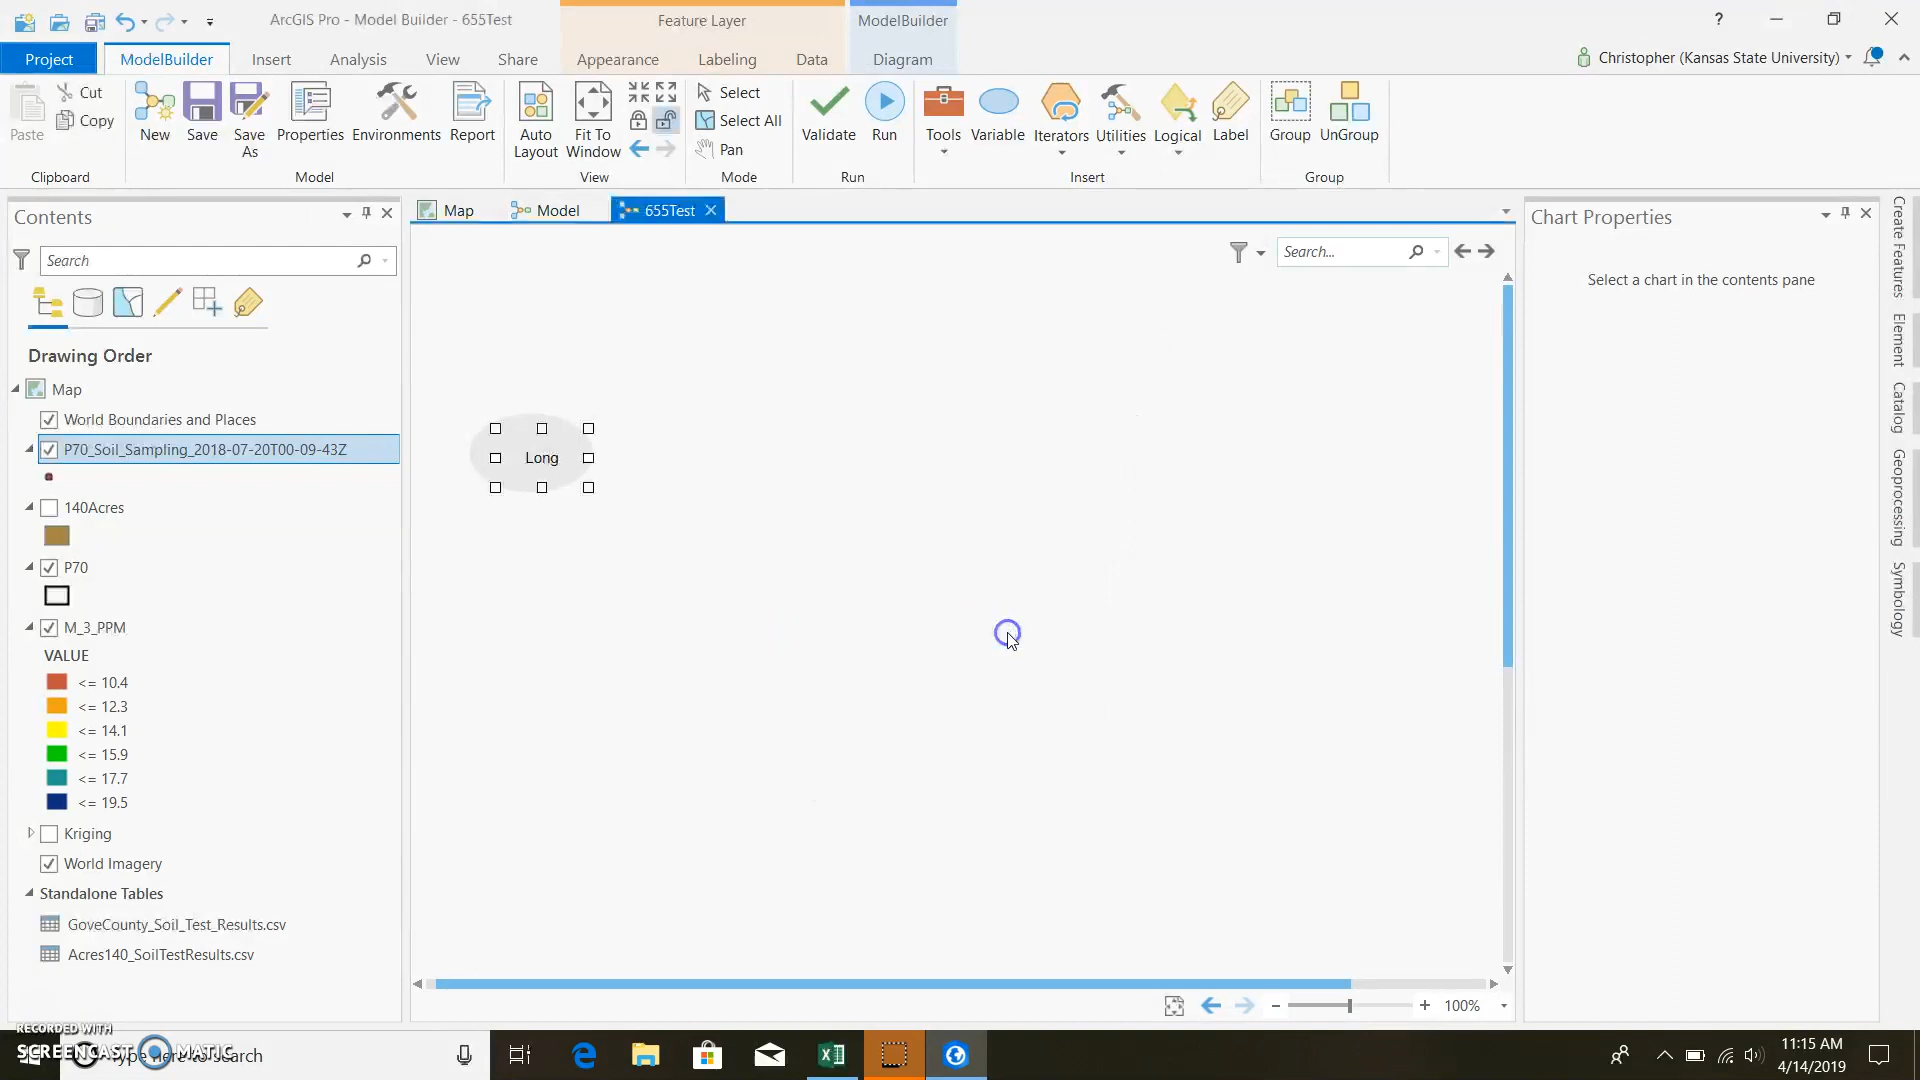 ArcGIS Pro - Model Builder - 655Test
Feature Layer
ModelBuilder
?
Project
ModelBuilder
Insert
Analysis
View
Share
Appearance
Labeling
Data
Diagram
Christopher (Kansas State University)
Paste
Cut
Copy
Clipboard
New
Save
Save As
Properties
Environments
Report
Model
Auto Layout
Fit To Window
View
Select
Select All
Pan
Mode
Validate
Run
Run
Tools
Variable
Iterators
Utilities
Logical
Label
Insert
Group
UnGroup
Group
Contents
Search
Drawing Order
Map
World Boundaries and Places
P70_Soil_Sampling_2018-07-20T00-09-43Z
140Acres
P70
M_3_PPM
VALUE
<= 10.4
<= 12.3
<= 14.1
<= 15.9
<= 17.7
<= 19.5
Kriging
World Imagery
Standalone Tables
GoveCounty_Soil_Test_Results.csv
Acres140_SoilTestResults.csv
Map
Model
655Test
Search...
Long
100%
Chart Properties
Select a chart in the contents pane
Create Features
Element
Catalog
Geoprocessing
Symbology
RECORDED WITH
SCREENCAST MATIC
Type here to search
11:15 AM
4/14/2019